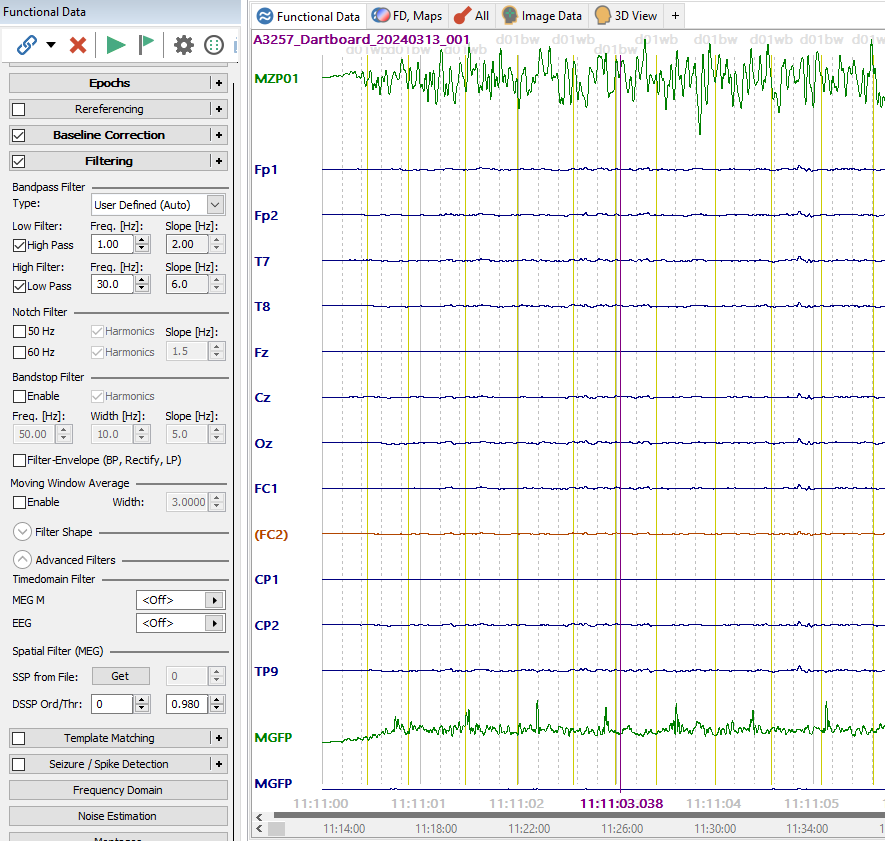 Functional Data
Epochs +
Rereferencing +
Baseline Correction +
Filtering +
Bandpass Filter
Type: User Defined (Auto)
Low Filter: Freq. [Hz]: Slope [Hz]:
High Pass 1.00 2.00
High Filter: Freq. [Hz]: Slope [Hz]:
Low Pass 30.0 6.0
Notch Filter
50 Hz Harmonics Slope [Hz]:
60 Hz Harmonics 1.5
Bandstop Filter
Enable Harmonics
Freq. [Hz]: Width [Hz]: Slope [Hz]:
50.00 10.0 5.0
Filter-Envelope (BP, Rectify, LP)
Moving Window Average
Enable Width: 3.0000
Filter Shape
Advanced Filters
Timedomain Filter
MEG M <Off>
EEG <Off>
Spatial Filter (MEG)
SSP from File: Get 0
DSSP Ord/Thr: 0 0.980
Template Matching +
Seizure / Spike Detection +
Frequency Domain
Noise Estimation
Montages
Functional Data FD, Maps All Image Data 3D View +
A3257_Dartboard_20240313_001
d01bw d01wb d01wb d01bw d01bw
d01bw
MZP01
Fp1
Fp2
T7
T8
Fz
Cz
Oz
FC1
(FC2)
CP1
CP2
TP9
MGFP
MGFP
11:11:00 11:11:01 11:11:02 11:11:03.038 11:11:04 11:11:05
11:14:00 11:18:00 11:22:00 11:26:00 11:30:00 11:34:00